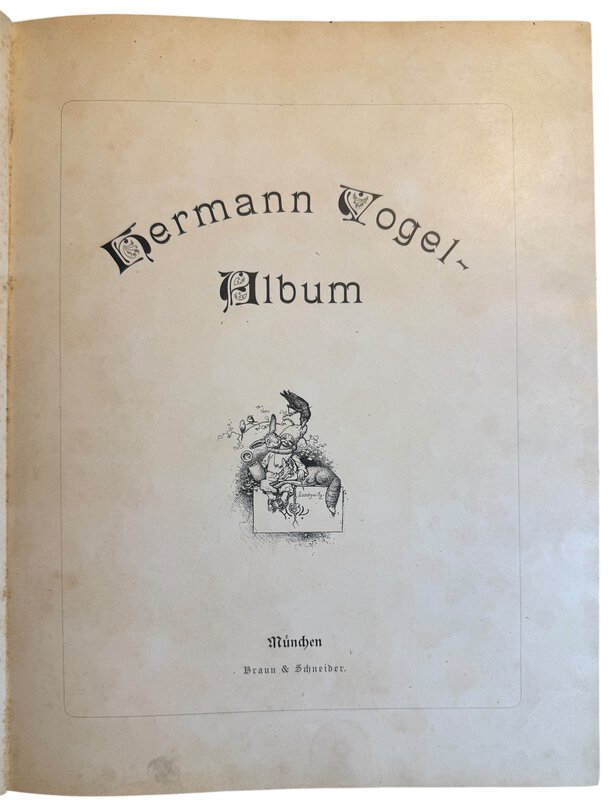 Hermann Vogel-
Album
München
Braun & Schneider.